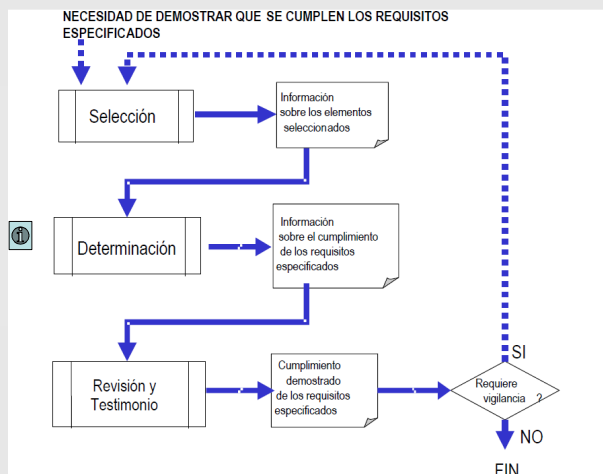 NECESIDAD DE DEMOSTRAR QUE SE CUMPLEN LOS REQUISITOS
ESPECIFICADOS
Selección
Información
sobre los elementos
seleccionados
Determinación
Información
sobre el cumplimiento
de los requisitos
especificados
Revisión y
Testimonio
Cumplimiento
demostrado
de los requisitos
especificados
SI
Requiere
vigilancia ?
NO
FIN